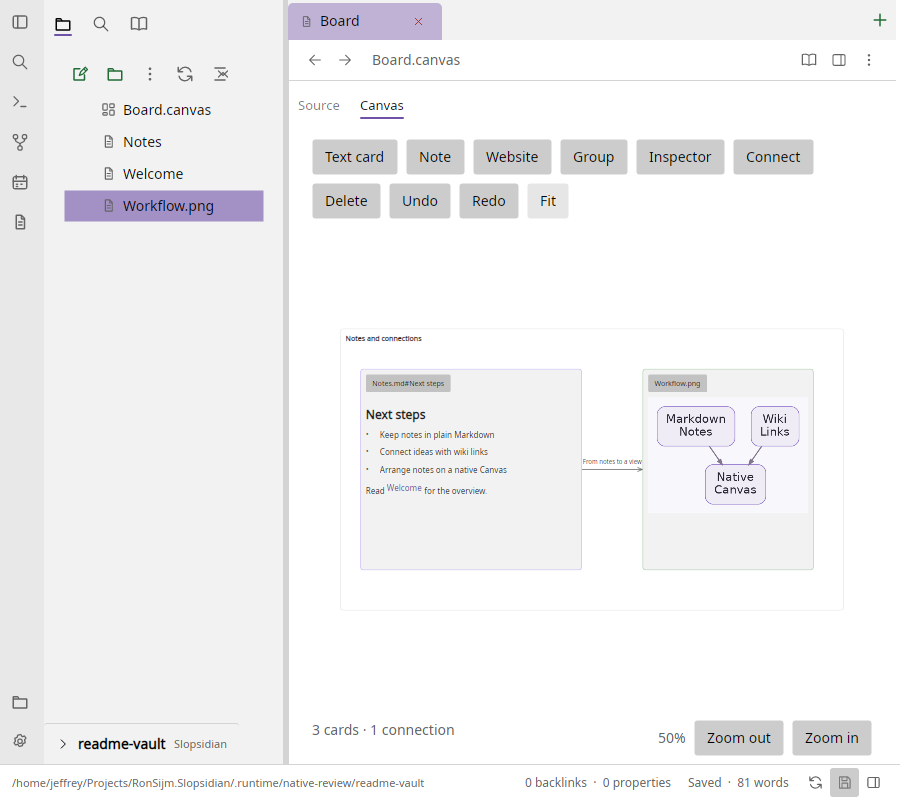 Board
Board.canvas
Source Canvas
Board.canvas
Notes
Welcome
Workflow.png
Text card Note Website Group Inspector Connect
Delete Undo Redo Fit
Notes and connections
Notes.md#Next steps
Next steps
• Keep notes in plain Markdown
• Connect ideas with wiki links
• Arrange notes on a native Canvas
Read Welcome for the overview.
From notes to a view
Workflow.png
Markdown
Notes
Wiki
Links
Native
Canvas
3 cards · 1 connection
50% Zoom out Zoom in
readme-vault Slopsidian
/home/jeffrey/Projects/RonSijm.Slopsidian/.runtime/native-review/readme-vault
0 backlinks · 0 properties Saved · 81 words